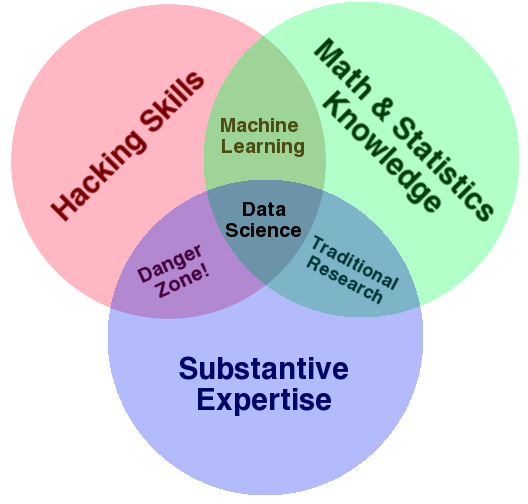 Hacking Skills
Math & Statistics
Knowledge
Machine
Learning
Data
Science
Danger
Zone!
Traditional
Research
Substantive
Expertise